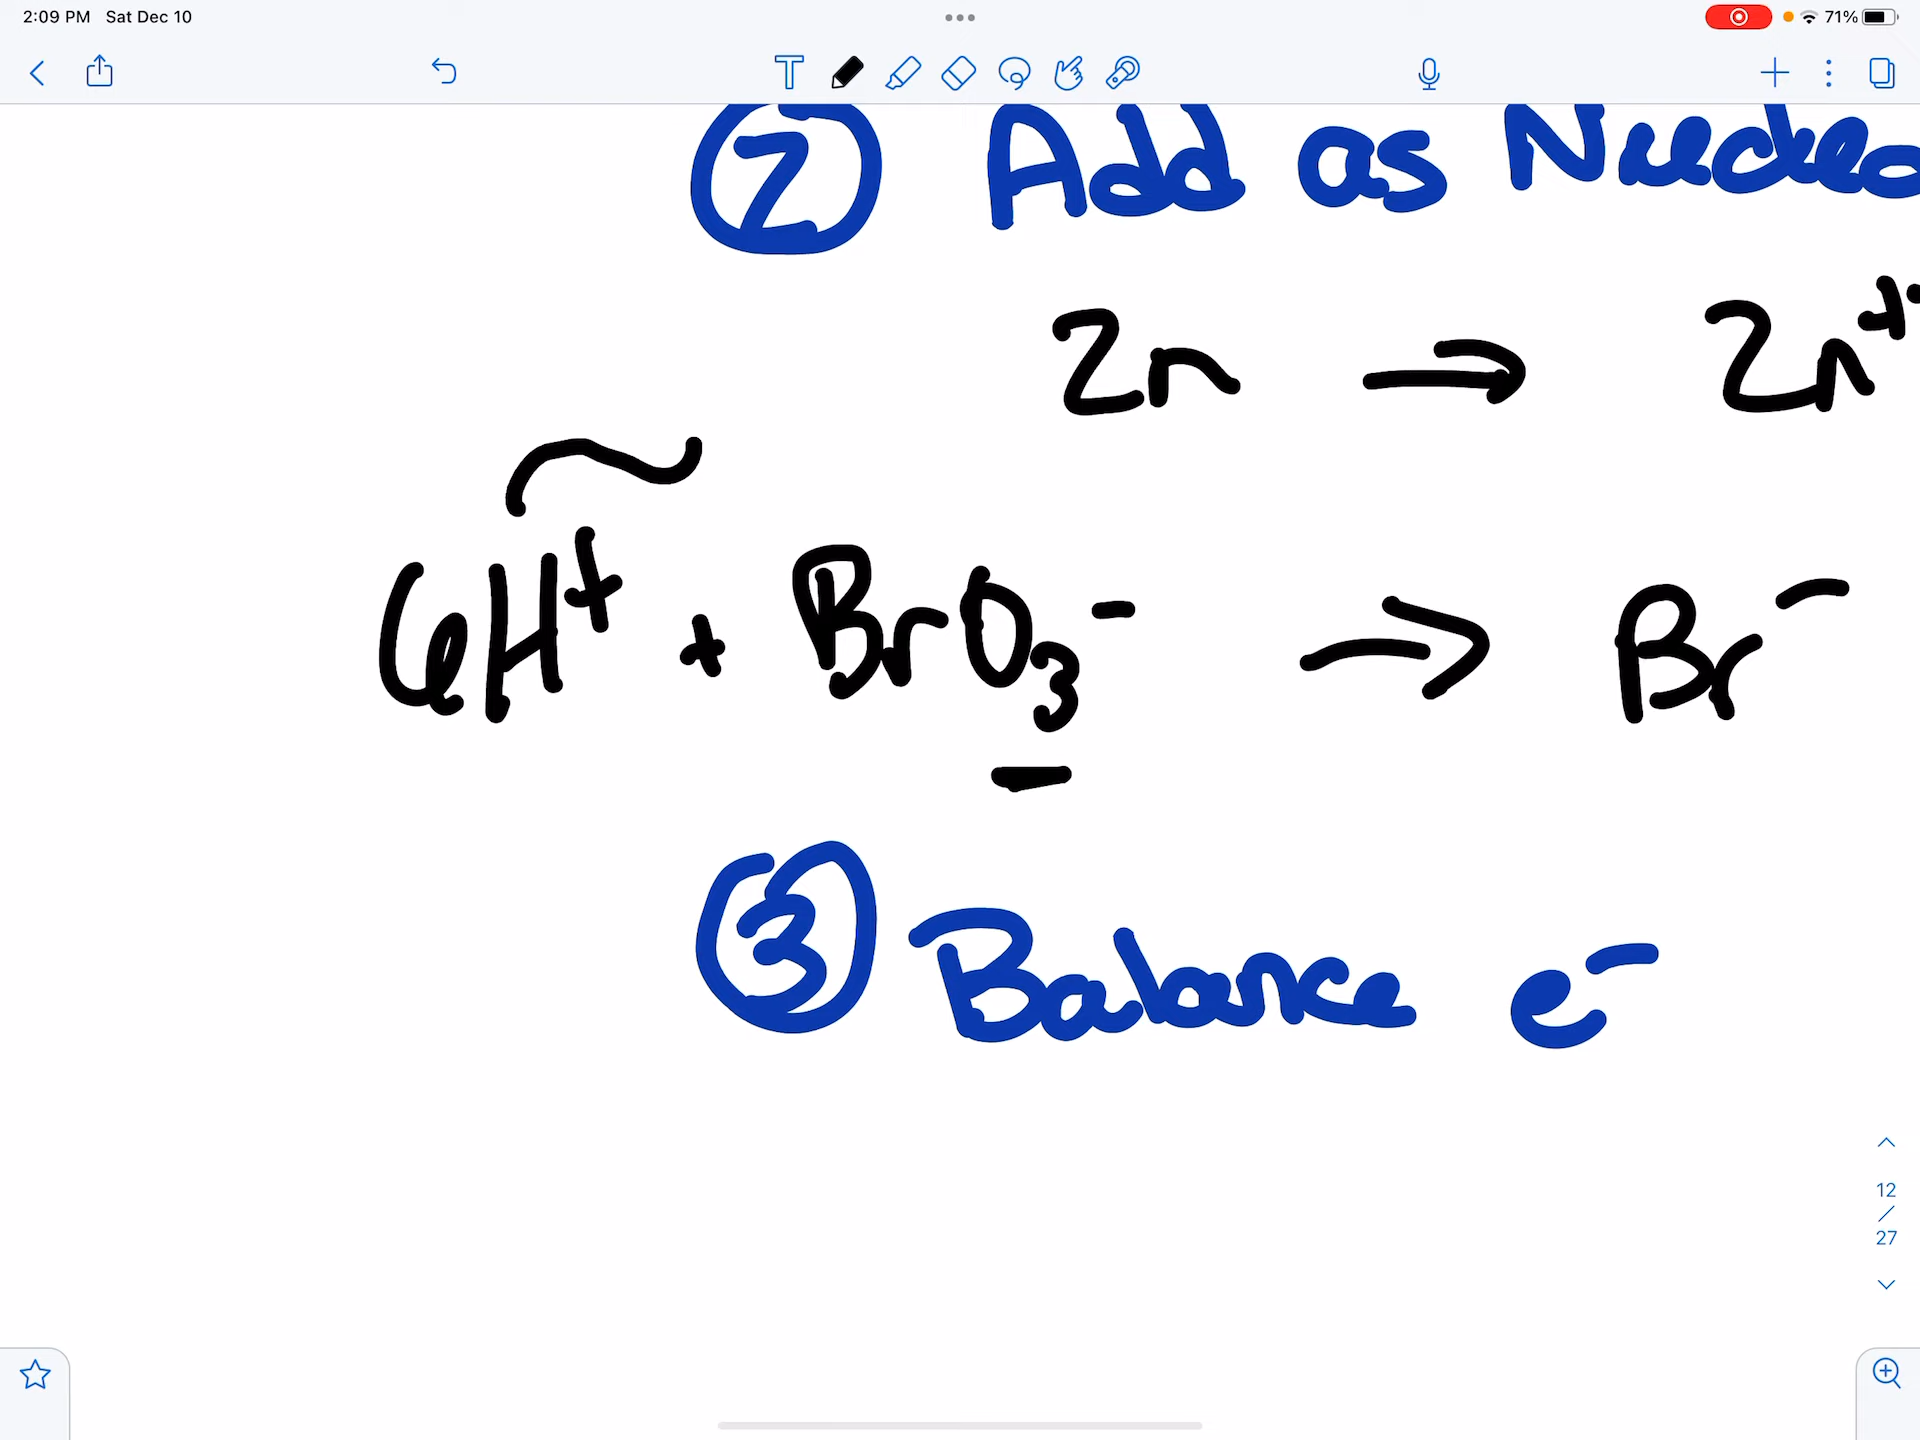 2:09 PM Sat Dec 10
71%
T
② Add as Needed
Zn → Zn⁺
6H⁺ + BrO₃⁻ → Br⁻
③ Balance e⁻
12
/
27